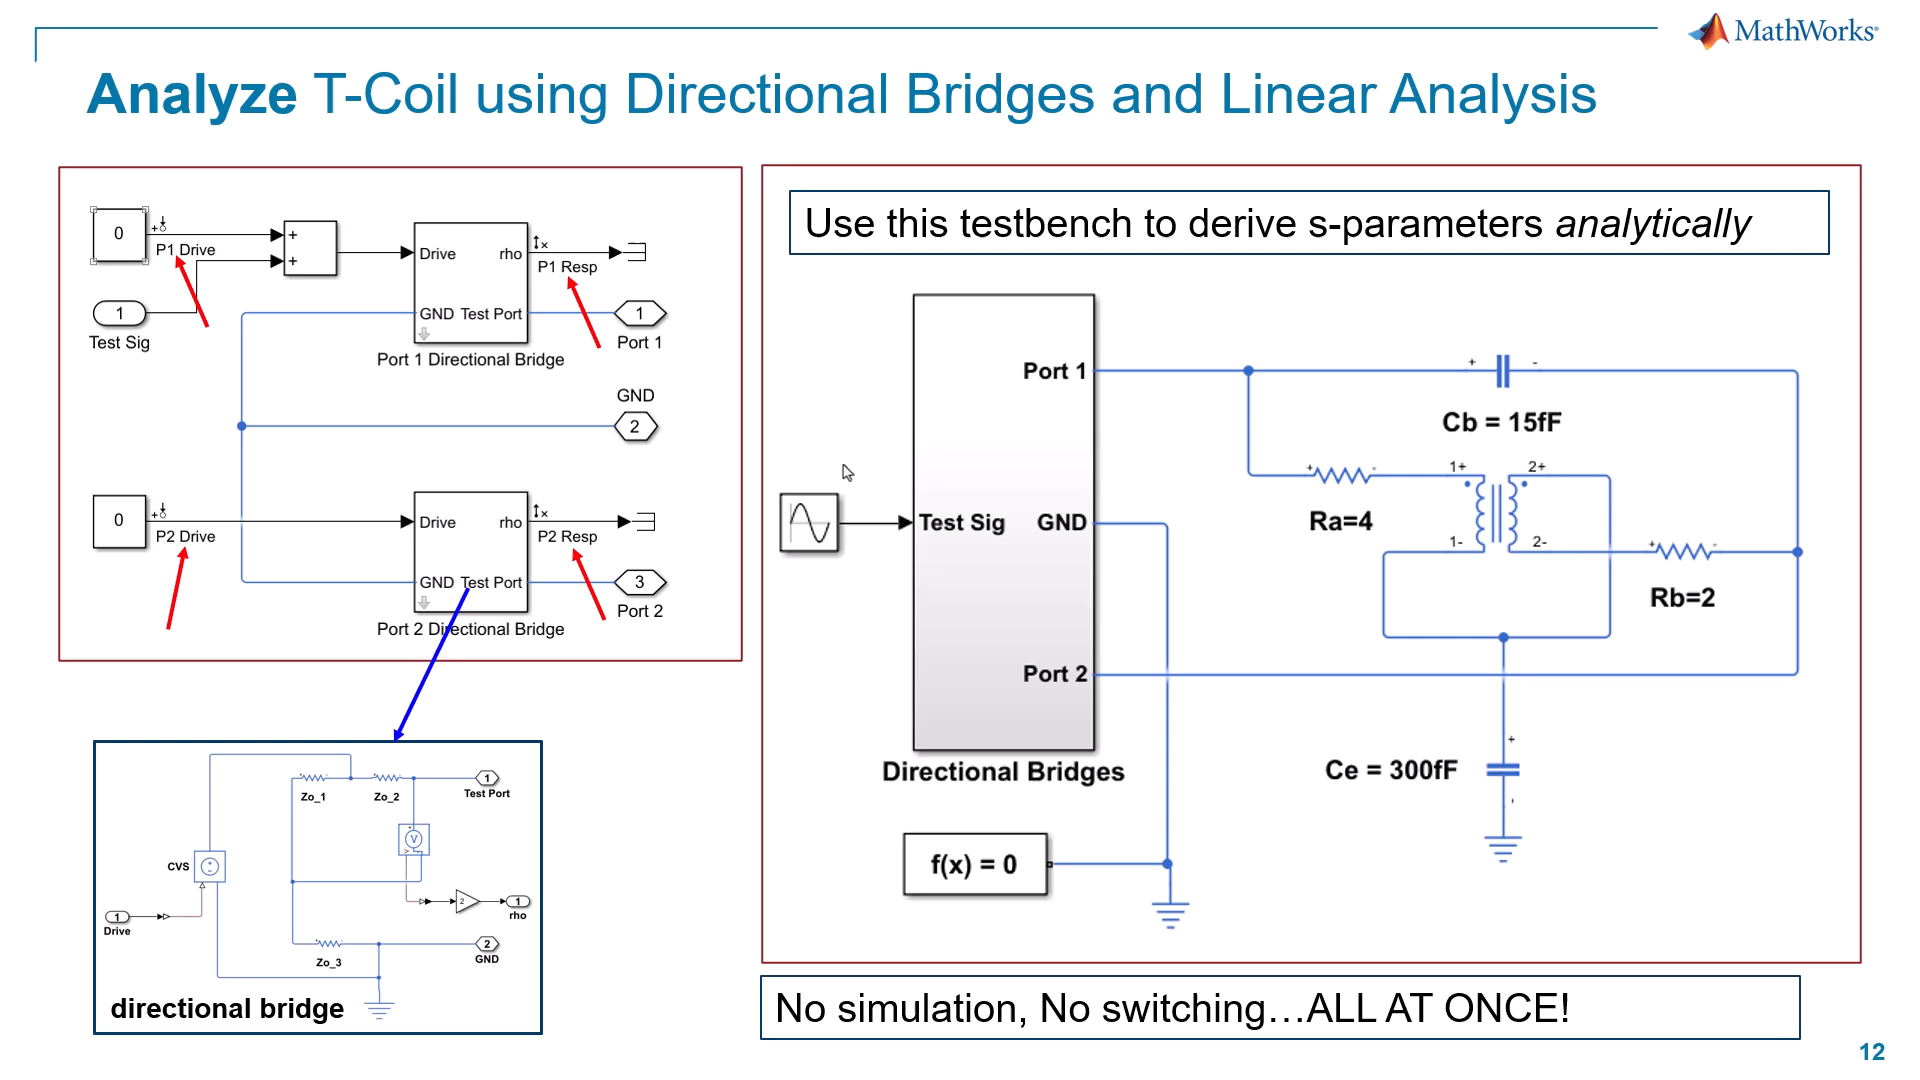 MathWorks®
Analyze T-Coil using Directional Bridges and Linear Analysis
0
P1 Drive
+
+
Drive
rho
P1 Resp
1
Test Sig
GND
Test Port
1
Port 1
Port 1 Directional Bridge
GND
2
0
P2 Drive
Drive
rho
P2 Resp
GND
Test Port
3
Port 2
Port 2 Directional Bridge
Zo_1
Zo_2
1
Test Port
V
CVS
1
Drive
2
1
rho
Zo_3
2
GND
directional bridge
Use this testbench to derive s-parameters analytically
Port 1
+ -
Cb = 15fF
+ -
1+
2+
Ra=4
Test Sig
GND
1-
2-
+ -
Rb=2
Port 2
+
Directional Bridges
Ce = 300fF
f(x) = 0
No simulation, No switching…ALL AT ONCE!
12